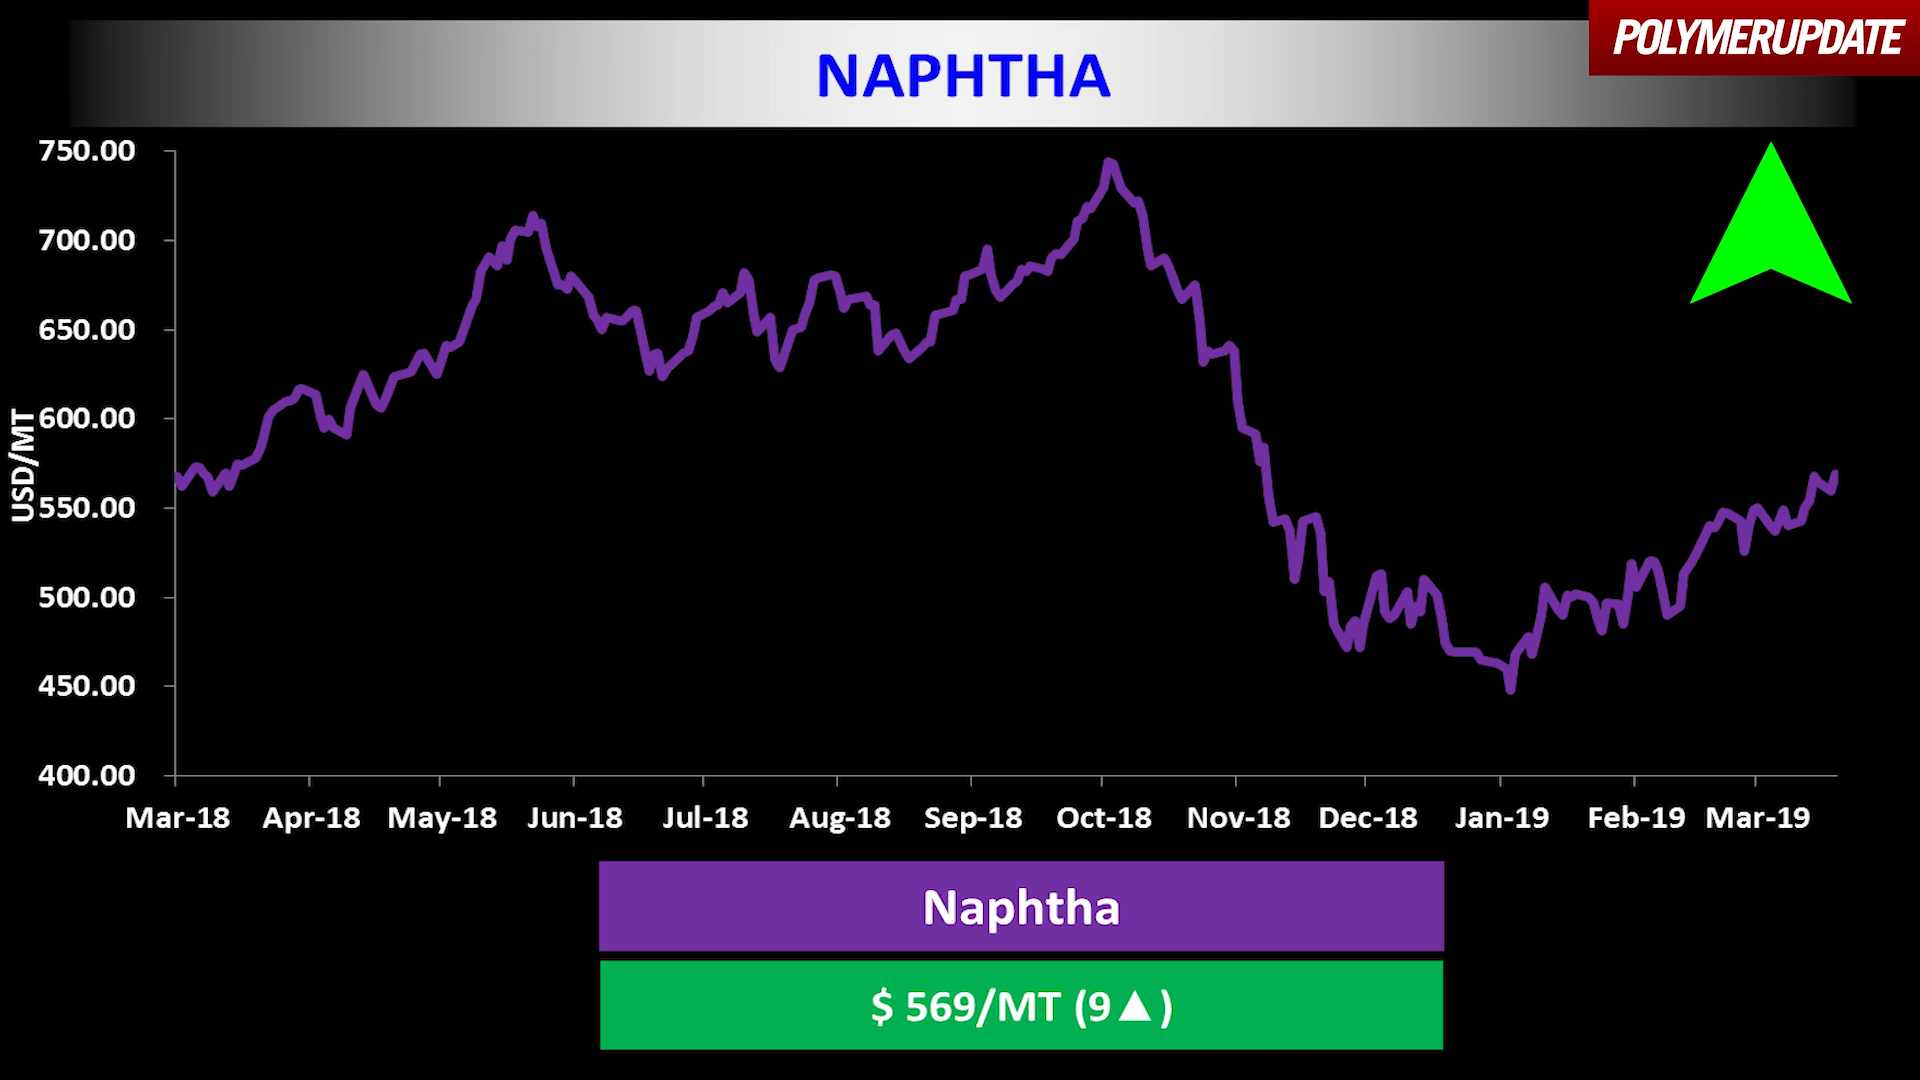 POLYMERUPDATE
NAPHTHA
750.00
700.00
650.00
600.00
550.00
500.00
450.00
400.00
USD/MT
Mar-18 Apr-18 May-18 Jun-18 Jul-18 Aug-18 Sep-18 Oct-18 Nov-18 Dec-18 Jan-19 Feb-19 Mar-19
Naphtha
$ 569/MT (9▲)